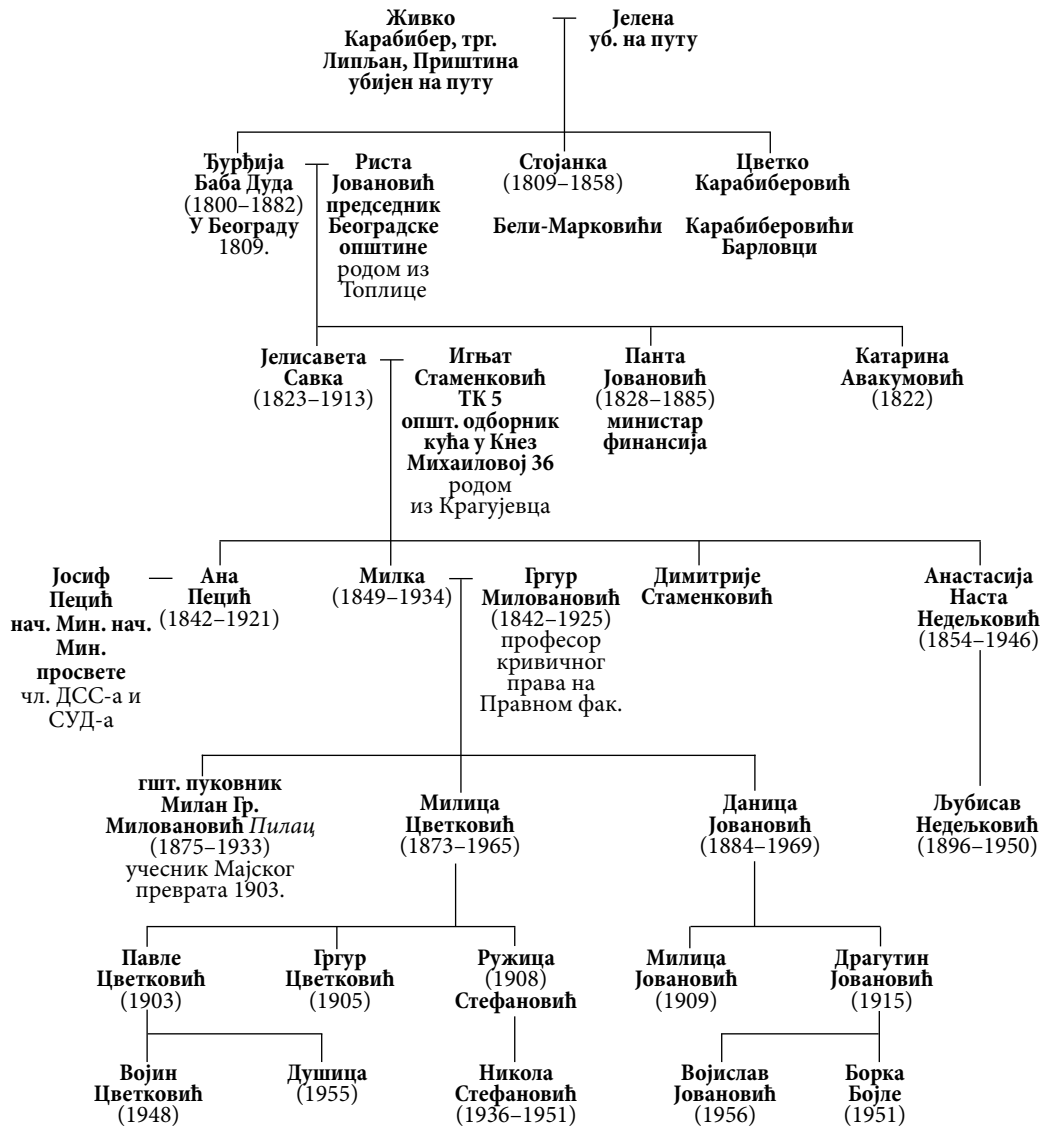 Живко
Карабибер, трг.
Липљан, Приштина
убијен на путу
Јелена
уб. на путу
Ђурђија
Баба Дуда
(1800–1882)
У Београду
1809.
Риста
Јовановић
председник
Београдске
општине
родом из
Топлице
Стојанка
(1809–1858)
Бели-Марковићи
Цветко
Карабиберовић
Карабиберовићи
Барловци
Јелисавета
Савка
(1823–1913)
Игњат
Стаменковић
ТК 5
општ. одборник
кућа у Кнез
Михаиловој 36
родом
из Крагујевца
Панта
Јовановић
(1828–1885)
министар
финансија
Катарина
Авакумовић
(1822)
Јосиф
Пецић
нач. Мин. нач.
Мин.
просвете
чл. ДСС-а и
СУД-а
Ана
Пецић
(1842–1921)
Милка
(1849–1934)
Гргур
Миловановић
(1842–1925)
професор
кривичног
права на
Правном фак.
Димитрије
Стаменковић
Анастасија
Наста
Недељковић
(1854–1946)
гшт. пуковник
Милан Гр.
Миловановић Пилац
(1875–1933)
учесник Мајског
преврата 1903.
Милица
Цветковић
(1873–1965)
Даница
Јовановић
(1884–1969)
Љубисав
Недељковић
(1896–1950)
Павле
Цветковић
(1903)
Гргур
Цветковић
(1905)
Ружица
(1908)
Стефановић
Милица
Јовановић
(1909)
Драгутин
Јовановић
(1915)
Војин
Цветковић
(1948)
Душица
(1955)
Никола
Стефановић
(1936–1951)
Војислав
Јовановић
(1956)
Борка
Бојле
(1951)